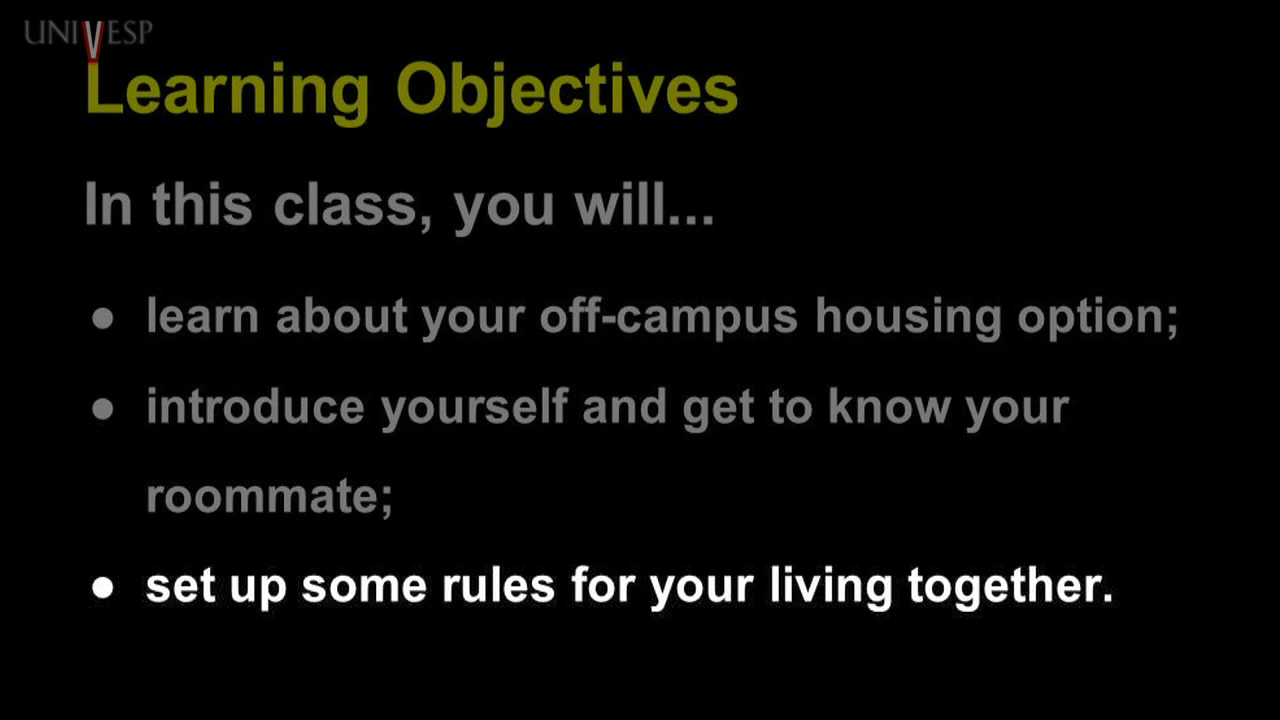 UNIVESP
Learning Objectives
In this class, you will...
● learn about your off-campus housing option;
● introduce yourself and get to know your
roommate;
● set up some rules for your living together.